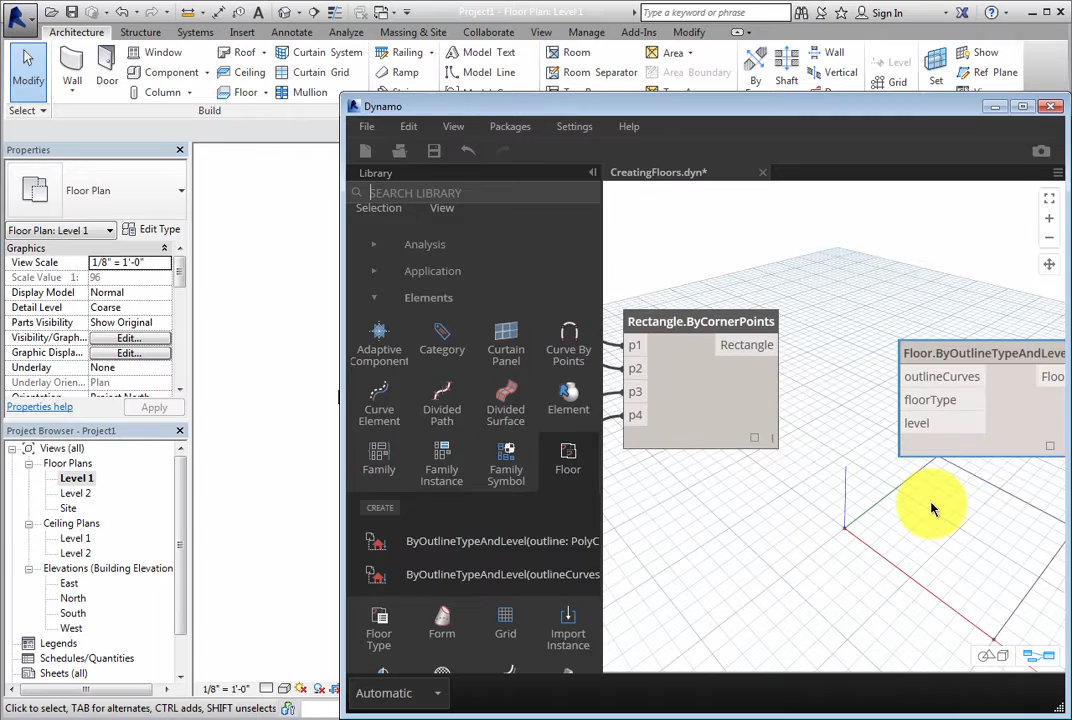 Project1 - Floor Plan: Level 1
Type a keyword or phrase
Sign In
Architecture Structure Systems Insert Annotate Analyze Massing & Site Collaborate View Manage Add-Ins Modify
Modify Wall Door Window Roof Curtain System Railing Model Text Room Area Wall Level Show
Component Ceiling Curtain Grid Ramp Model Line Room Separator Area Boundary By Shaft Vertical Grid Set Ref Plane
Column Floor Mullion
Select Build
Dynamo
File Edit View Packages Settings Help
Library
CreatingFloors.dyn*
SEARCH LIBRARY
Selection View
Analysis
Application
Elements
Adaptive Component
Category
Curtain Panel
Curve By Points
Curve Element
Divided Path
Divided Surface
Element
Family
Family Instance
Family Symbol
Floor
CREATE
ByOutlineTypeAndLevel(outline: PolyC
ByOutlineTypeAndLevel(outlineCurves
Floor Type
Form
Grid
Import Instance
Automatic
Rectangle.ByCornerPoints
p1 Rectangle
p2
p3
p4
Floor.ByOutlineTypeAndLeve
outlineCurves Floo
floorType
level
Properties
Floor Plan
Floor Plan: Level 1 Edit Type
Graphics
View Scale 1/8" = 1'-0"
Scale Value 1: 96
Display Model Normal
Detail Level Coarse
Parts Visibility Show Original
Visibility/Graph... Edit...
Graphic Displa... Edit...
Underlay None
Underlay Orien... Plan
Properties help Apply
Project Browser - Project1
Views (all)
Floor Plans
Level 1
Level 2
Site
Ceiling Plans
Level 1
Level 2
Elevations (Building Elevation
East
North
South
West
Legends
Schedules/Quantities
Sheets (all)
1/8" = 1'-0"
Click to select, TAB for alternates, CTRL adds, SHIFT unselects